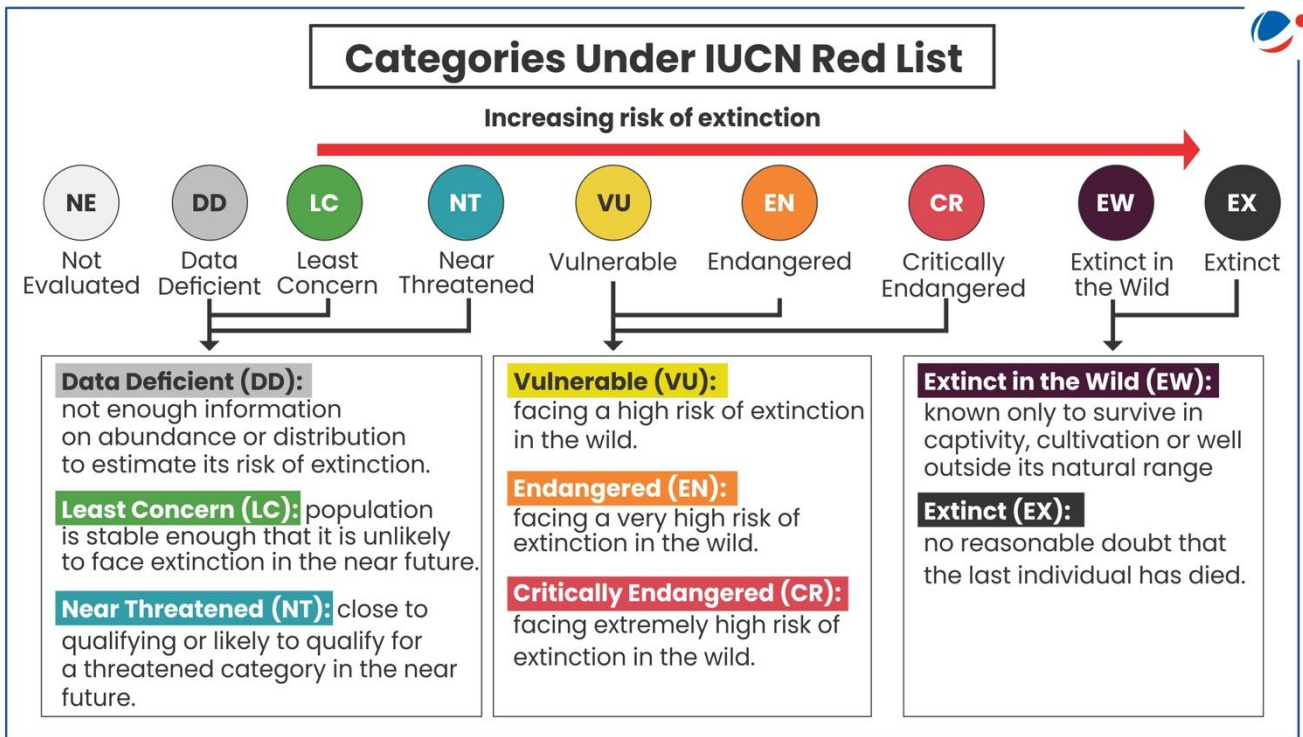 Categories Under IUCN Red List
Increasing risk of extinction
NE
DD
LC
NT
VU
EN
CR
EW
EX
Not
Evaluated
Data
Deficient
Least
Concern
Near
Threatened
Vulnerable
Endangered
Critically
Endangered
Extinct in
the Wild
Extinct
Data Deficient (DD):
not enough information
on abundance or distribution
to estimate its risk of extinction.
Least Concern (LC): population
is stable enough that it is unlikely
to face extinction in the near future.
Near Threatened (NT): close to
qualifying or likely to qualify for
a threatened category in the near
future.
Vulnerable (VU):
facing a high risk of extinction
in the wild.
Endangered (EN):
facing a very high risk of
extinction in the wild.
Critically Endangered (CR):
facing extremely high risk of
extinction in the wild.
Extinct in the Wild (EW):
known only to survive in
captivity, cultivation or well
outside its natural range
Extinct (EX):
no reasonable doubt that
the last individual has died.